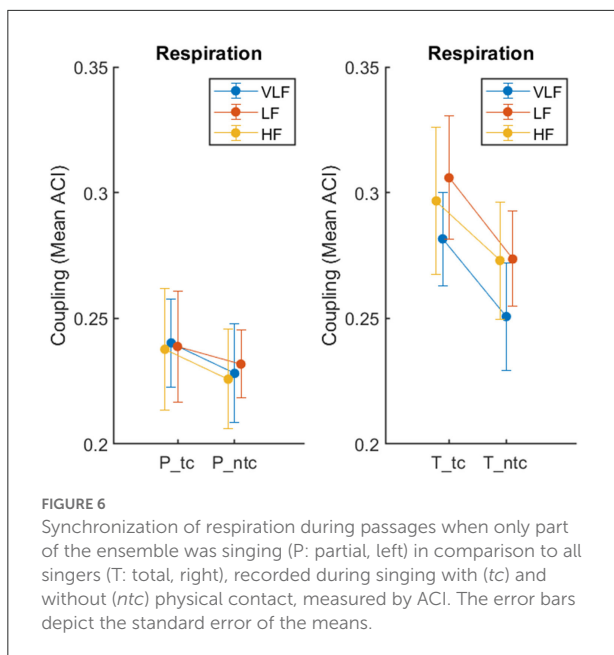 Respiration
0.35
0.3
0.25
0.2
Coupling (Mean ACI)
VLF
LF
HF
P_tc P_ntc
Respiration
0.35
0.3
0.25
0.2
Coupling (Mean ACI)
VLF
LF
HF
T_tc T_ntc
FIGURE 6
Synchronization of respiration during passages when only part
of the ensemble was singing (P: partial, left) in comparison to all
singers (T: total, right), recorded during singing with (tc) and
without (ntc) physical contact, measured by ACI. The error bars
depict the standard error of the means.